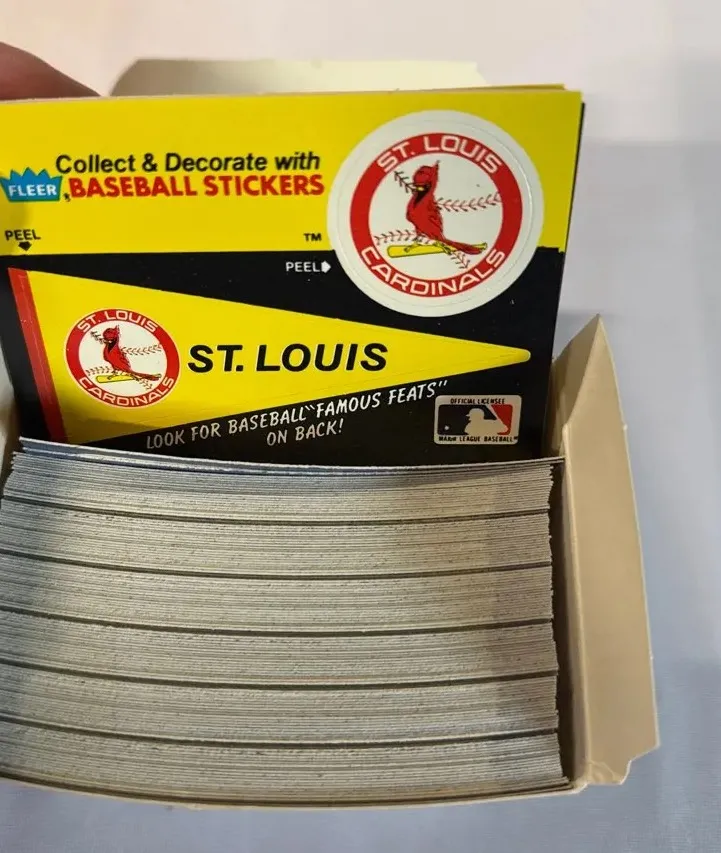 Collect & Decorate with
FLEER
BASEBALL STICKERS
PEEL
TM
PEEL
ST. LOUIS
CARDINALS
ST. LOUIS
CARDINALS
ST. LOUIS
LOOK FOR BASEBALL "FAMOUS FEATS"
ON BACK!
OFFICIAL LICENSEE
MAJOR LEAGUE BASEBALL